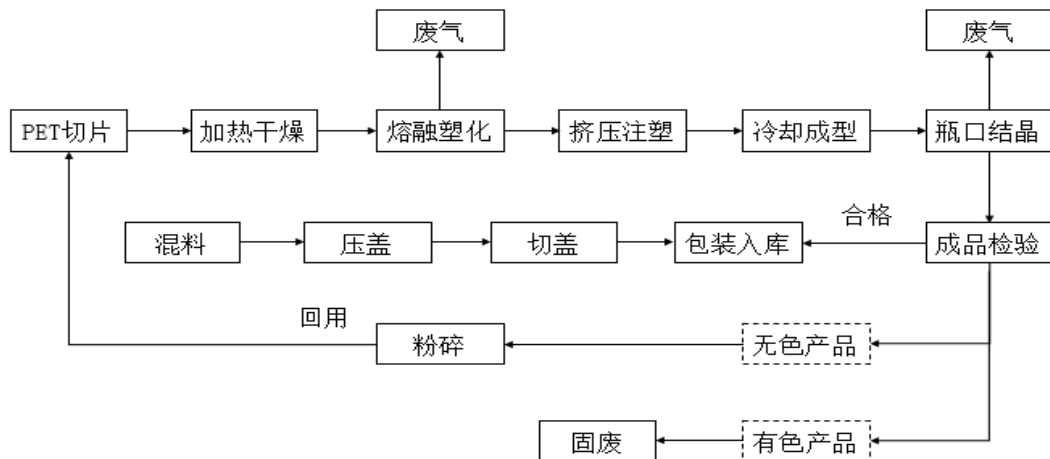 废气
废气
PET切片
加热干燥
熔融塑化
挤压注塑
冷却成型
瓶口结晶
合格
混料
压盖
切盖
包装入库
成品检验
回用
粉碎
无色产品
固废
有色产品